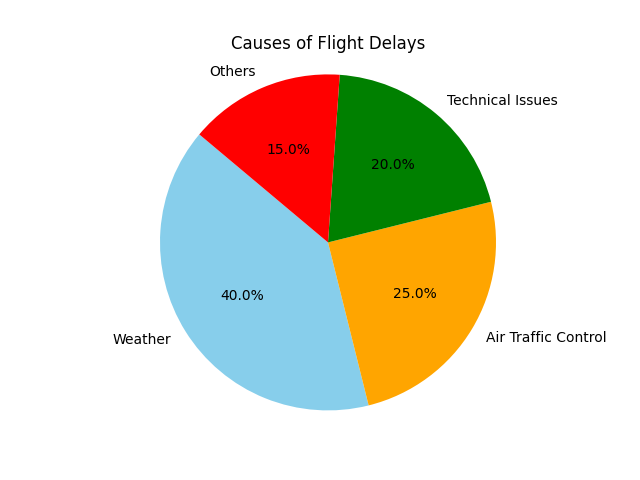 Causes of Flight Delays
Others
Technical Issues
15.0%
20.0%
40.0%
25.0%
Weather
Air Traffic Control